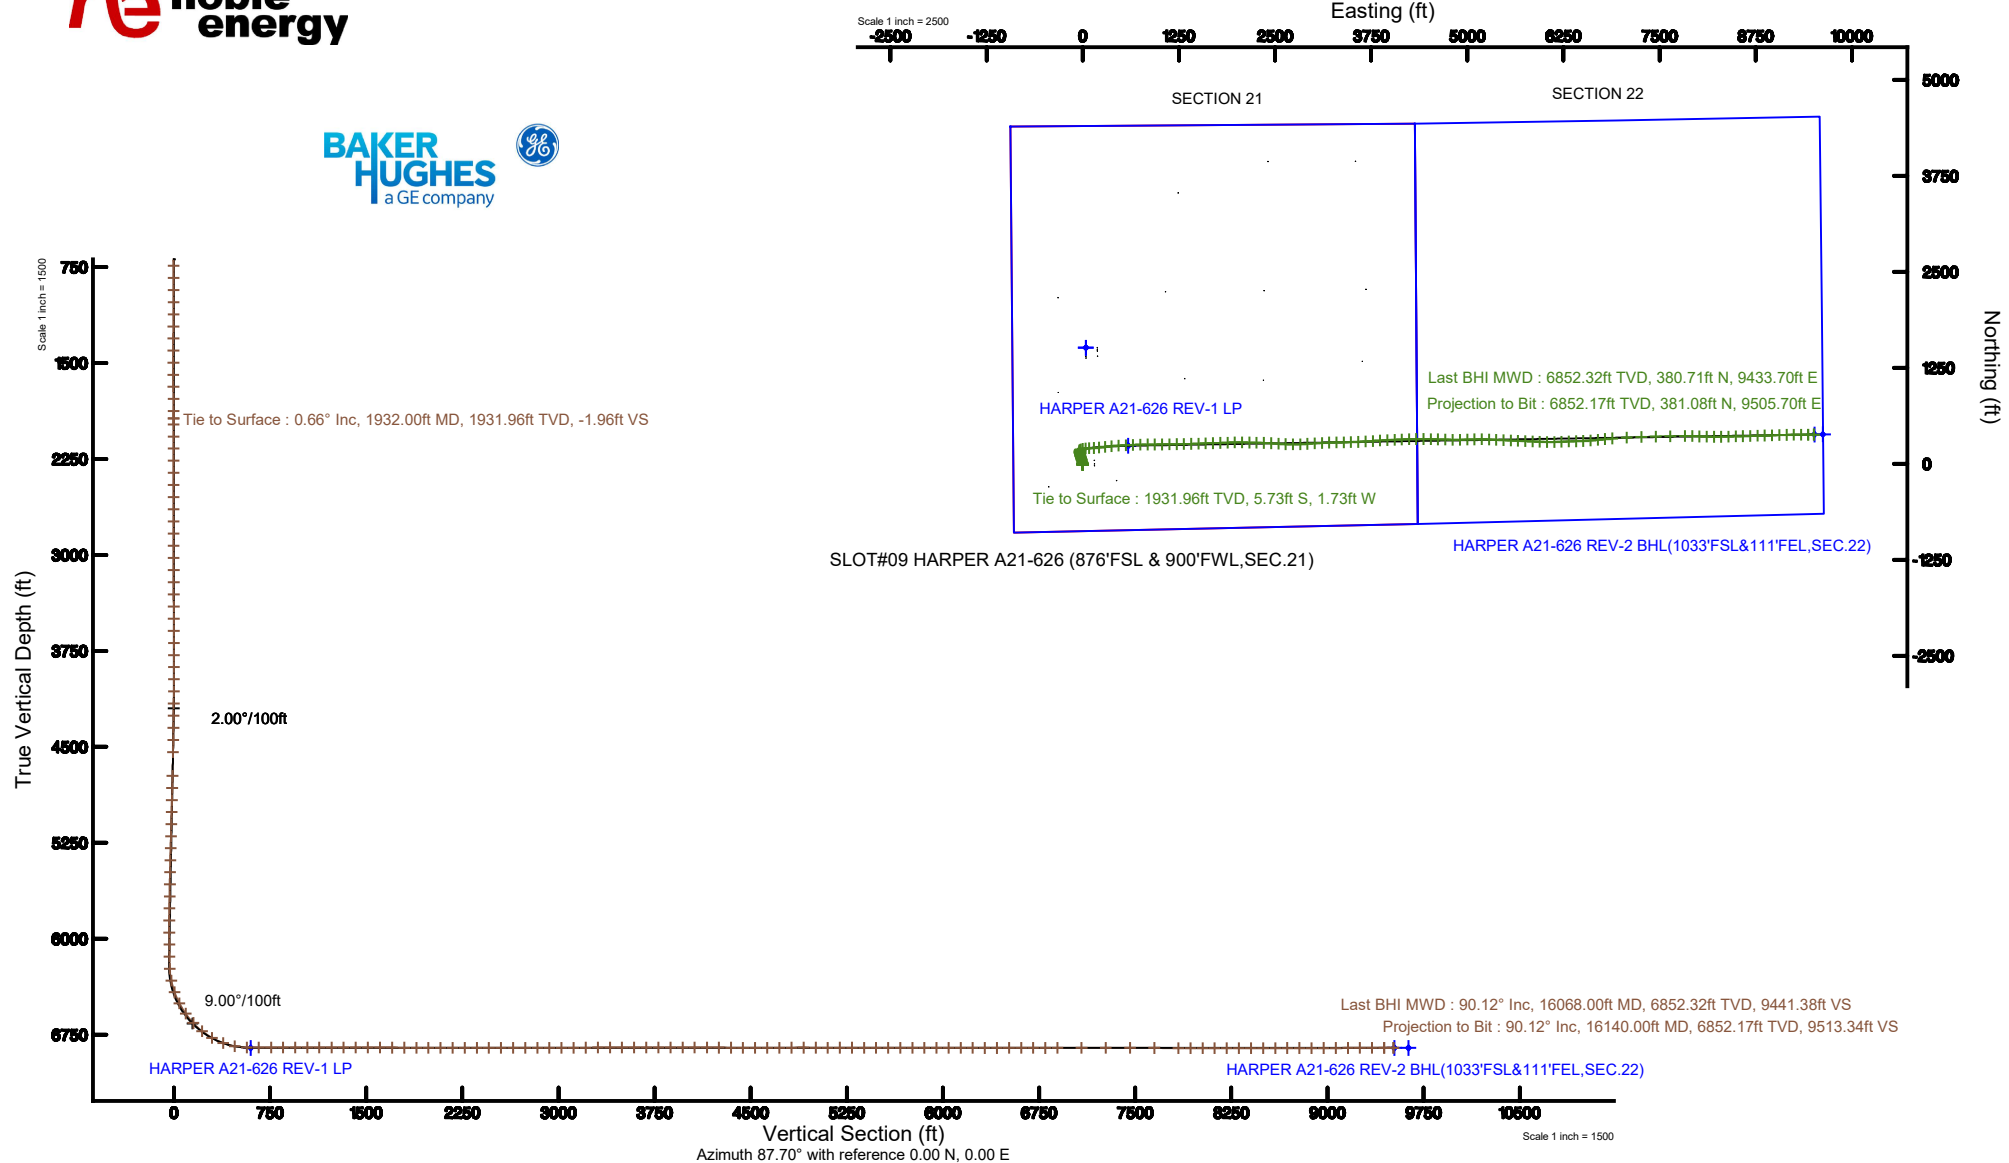 noble
energy
BAKER
HUGHES
a GE company
GE
Scale 1 inch = 2500
Easting (ft)
-2500 -1250 0 1250 2500 3750 5000 6250 7500 8750 10000
SECTION 21
SECTION 22
5000
3750
2500
1250
0
-1250
-2500
Northing (ft)
HARPER A21-626 REV-1 LP
Last BHI MWD : 6852.32ft TVD, 380.71ft N, 9433.70ft E
Projection to Bit : 6852.17ft TVD, 381.08ft N, 9505.70ft E
Tie to Surface : 1931.96ft TVD, 5.73ft S, 1.73ft W
HARPER A21-626 REV-2 BHL(1033'FSL&111'FEL,SEC.22)
SLOT#09 HARPER A21-626 (876'FSL & 900'FWL,SEC.21)
Scale 1 inch = 1500
True Vertical Depth (ft)
750
1500
2250
3000
3750
4500
5250
6000
6750
Tie to Surface : 0.66° Inc, 1932.00ft MD, 1931.96ft TVD, -1.96ft VS
2.00°/100ft
9.00°/100ft
Last BHI MWD : 90.12° Inc, 16068.00ft MD, 6852.32ft TVD, 9441.38ft VS
Projection to Bit : 90.12° Inc, 16140.00ft MD, 6852.17ft TVD, 9513.34ft VS
HARPER A21-626 REV-1 LP
HARPER A21-626 REV-2 BHL(1033'FSL&111'FEL,SEC.22)
0 750 1500 2250 3000 3750 4500 5250 6000 6750 7500 8250 9000 9750 10500
Vertical Section (ft)
Scale 1 inch = 1500
Azimuth 87.70° with reference 0.00 N, 0.00 E